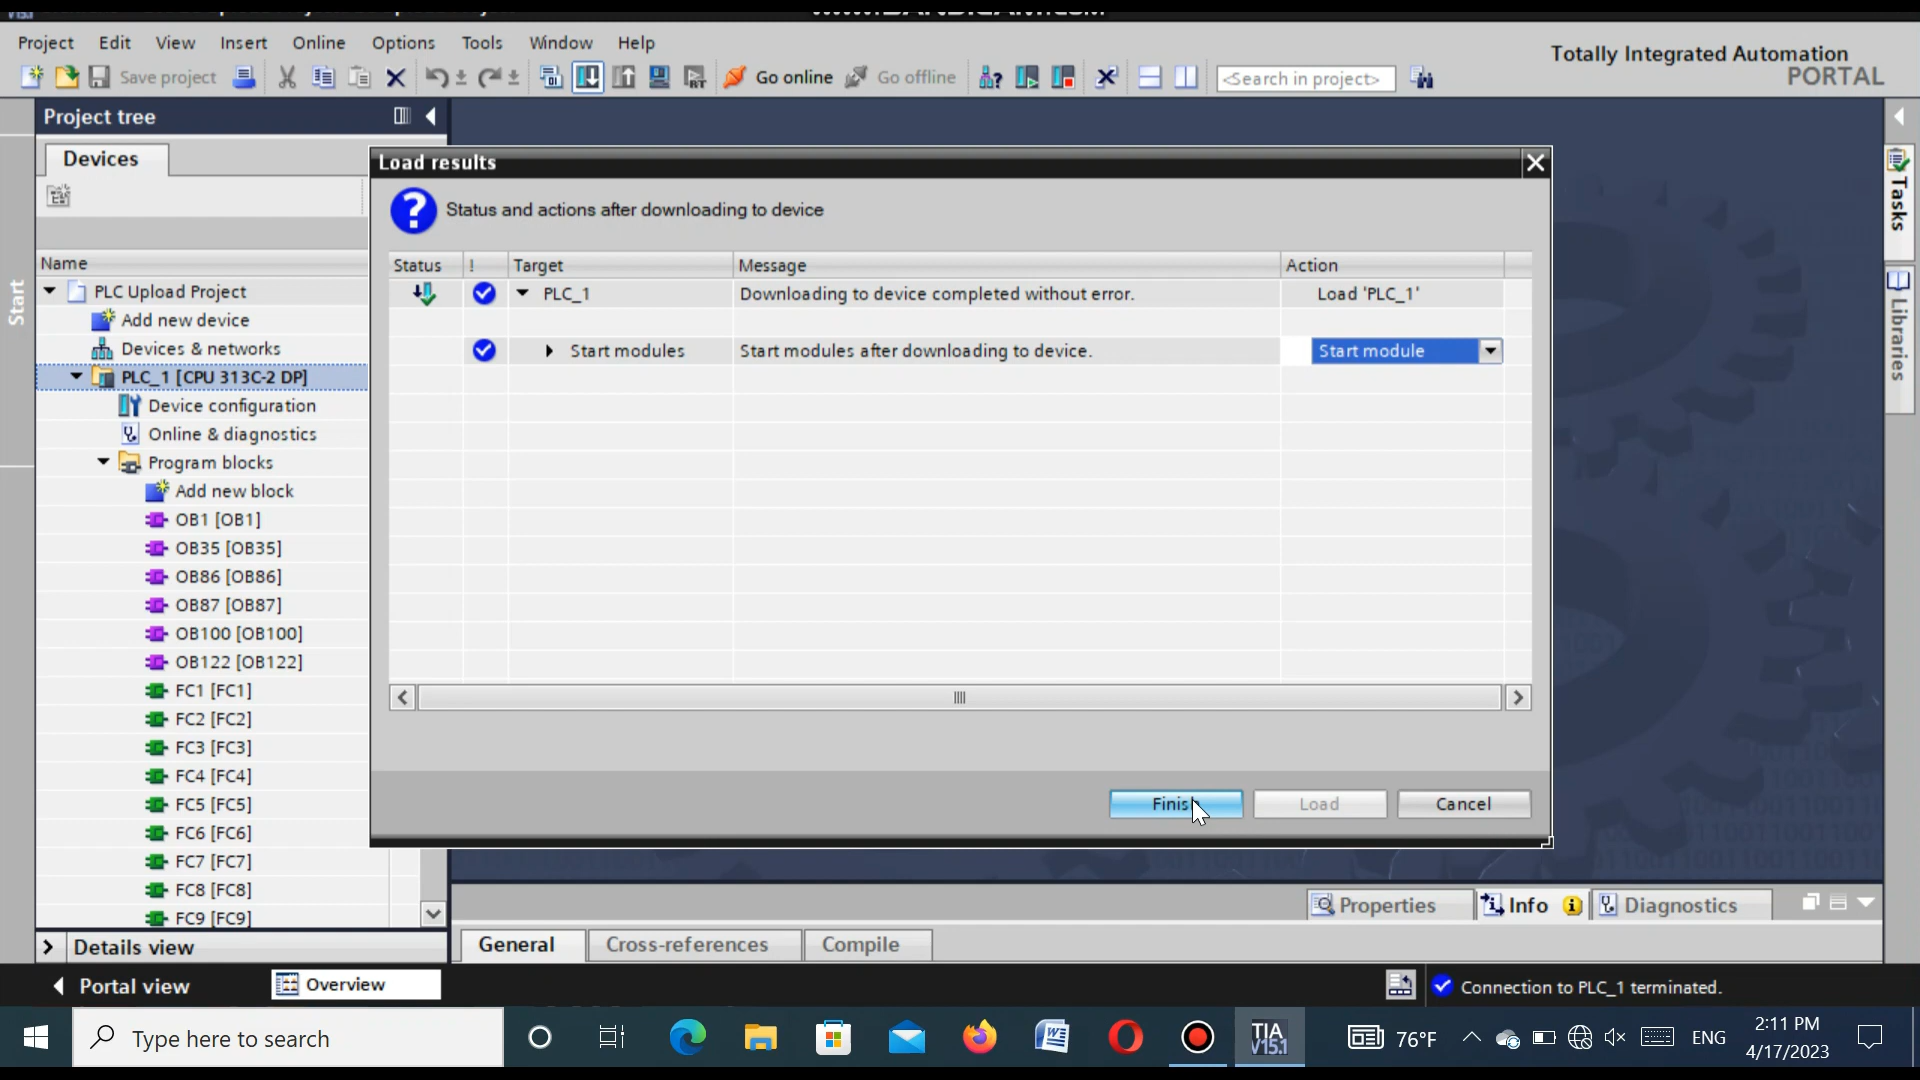 Project Edit View Insert Online Options Tools Window Help
Totally Integrated Automation
PORTAL
Save project
Go online
Go offline
<Search in project>
Project tree
Devices
Start
Name
PLC Upload Project
Add new device
Devices & networks
PLC_1 [CPU 313C-2 DP]
Device configuration
Online & diagnostics
Program blocks
Add new block
OB1 [OB1]
OB35 [OB35]
OB86 [OB86]
OB87 [OB87]
OB100 [OB100]
OB122 [OB122]
FC1 [FC1]
FC2 [FC2]
FC3 [FC3]
FC4 [FC4]
FC5 [FC5]
FC6 [FC6]
FC7 [FC7]
FC8 [FC8]
FC9 [FC9]
Details view
Load results
Status and actions after downloading to device
Status ! Target Message Action
PLC_1 Downloading to device completed without error. Load 'PLC_1'
Start modules Start modules after downloading to device. Start module
Finish Load Cancel
Tasks
Libraries
Properties Info Diagnostics
General Cross-references Compile
Portal view
Overview
Connection to PLC_1 terminated.
Type here to search
TIA
V15.1
76°F
ENG
2:11 PM
4/17/2023